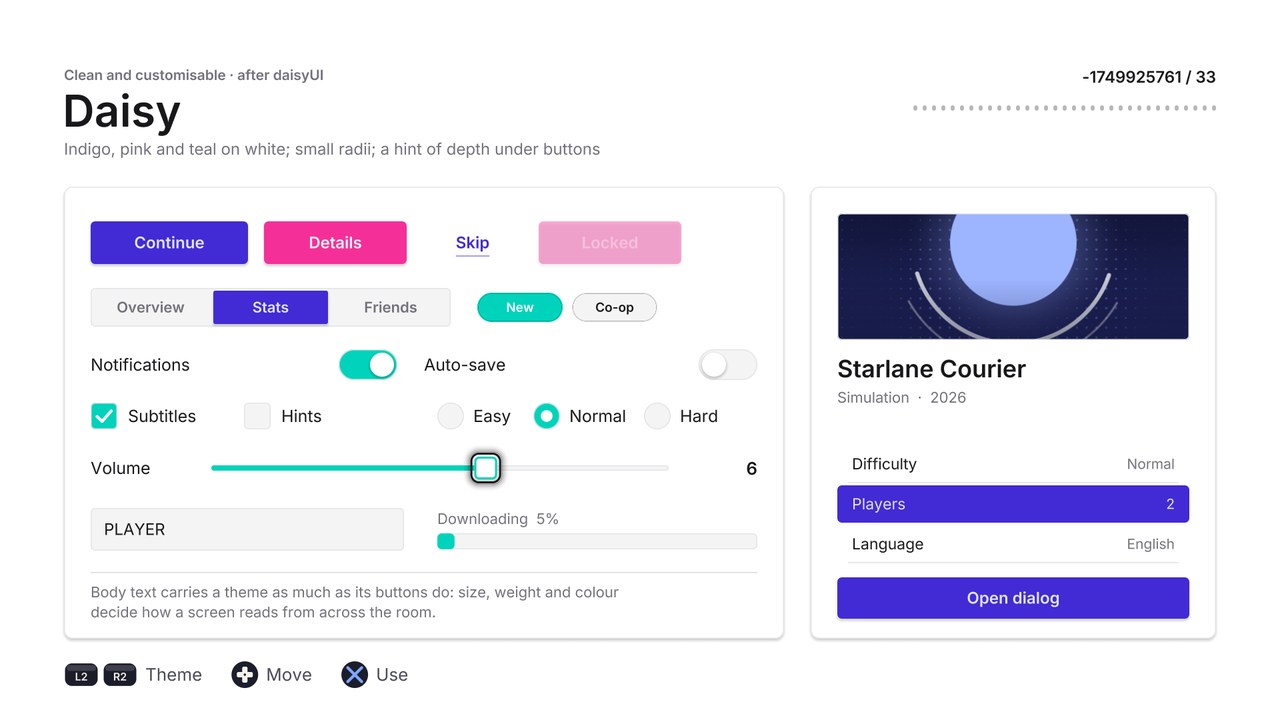 Clean and customisable · after daisyUI
Daisy
Indigo, pink and teal on white; small radii; a hint of depth under buttons
-1749925761 / 33
Continue
Details
Skip
Locked
Overview
Stats
Friends
New
Co-op
Notifications
Auto-save
Subtitles
Hints
Easy
Normal
Hard
Volume
6
PLAYER
Downloading 5%
Body text carries a theme as much as its buttons do: size, weight and colour
decide how a screen reads from across the room.
Starlane Courier
Simulation · 2026
Difficulty
Normal
Players
2
Language
English
Open dialog
L2
R2
Theme
Move
Use